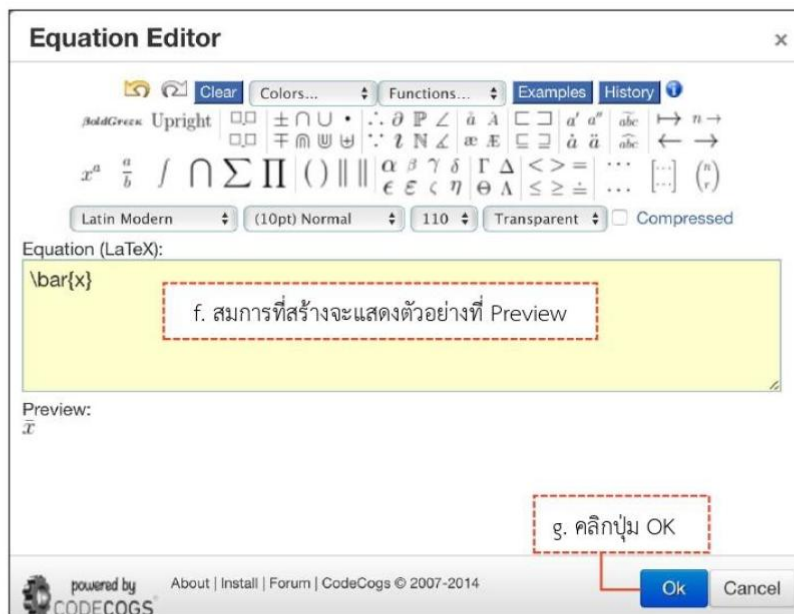 Equation Editor ×
Clear Colors... Functions... Examples History i
BoldGreek Upright ± ∩ ∪ • ∴ ∂ ℙ ∠ å Å ⊏ ⊐ a′ a″ abc ↦ n→
∓ ⋒ ⋓ ⊎ ∵ ℕ ∠ æ Æ ⊑ ⊒ ȧ ä abc ← →
xᵃ a/b ∫ ⋂ ∑ ∏ ( ) || || α β γ δ Γ Δ < > = ⋯ [⋯] (n r)
ϵ ε ς η Θ Λ ≤ ≥ ≐ …
Latin Modern (10pt) Normal 110 Transparent Compressed
Equation (LaTeX):
\bar{x}
f. สมการที่สร้างจะแสดงตัวอย่างที่ Preview
Preview:
x̄
g. คลิกปุ่ม OK
powered by About | Install | Forum | CodeCogs © 2007-2014 Ok Cancel
CODECOGS